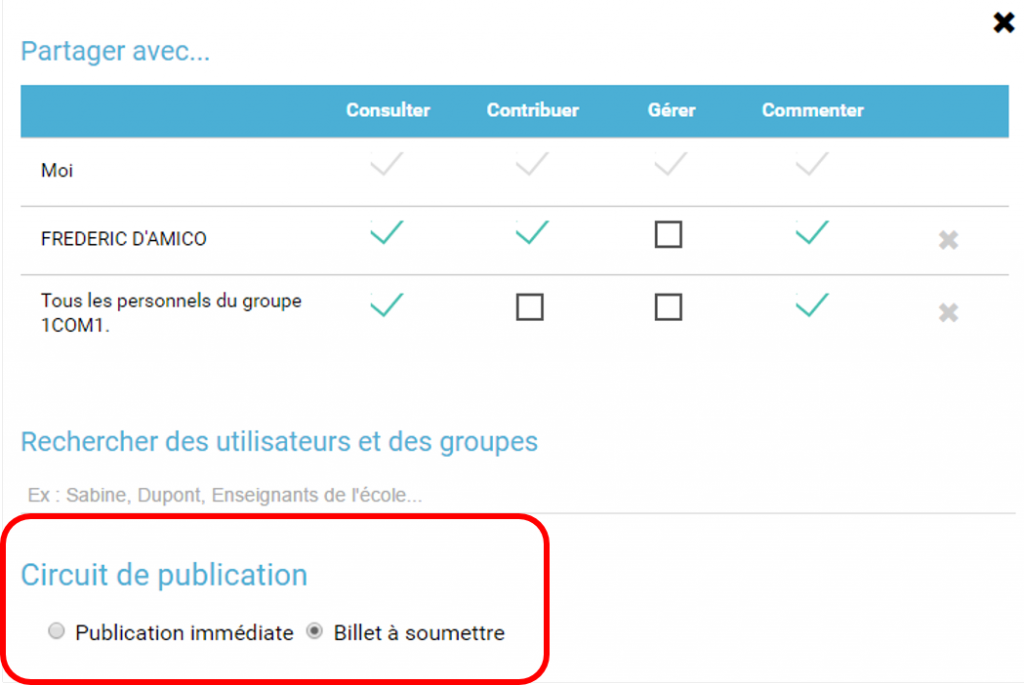 Partager avec...
Consulter Contribuer Gérer Commenter
Moi
FREDERIC D'AMICO
Tous les personnels du groupe
1COM1.
Rechercher des utilisateurs et des groupes
Ex : Sabine, Dupont, Enseignants de l'école...
Circuit de publication
Publication immédiate Billet à soumettre